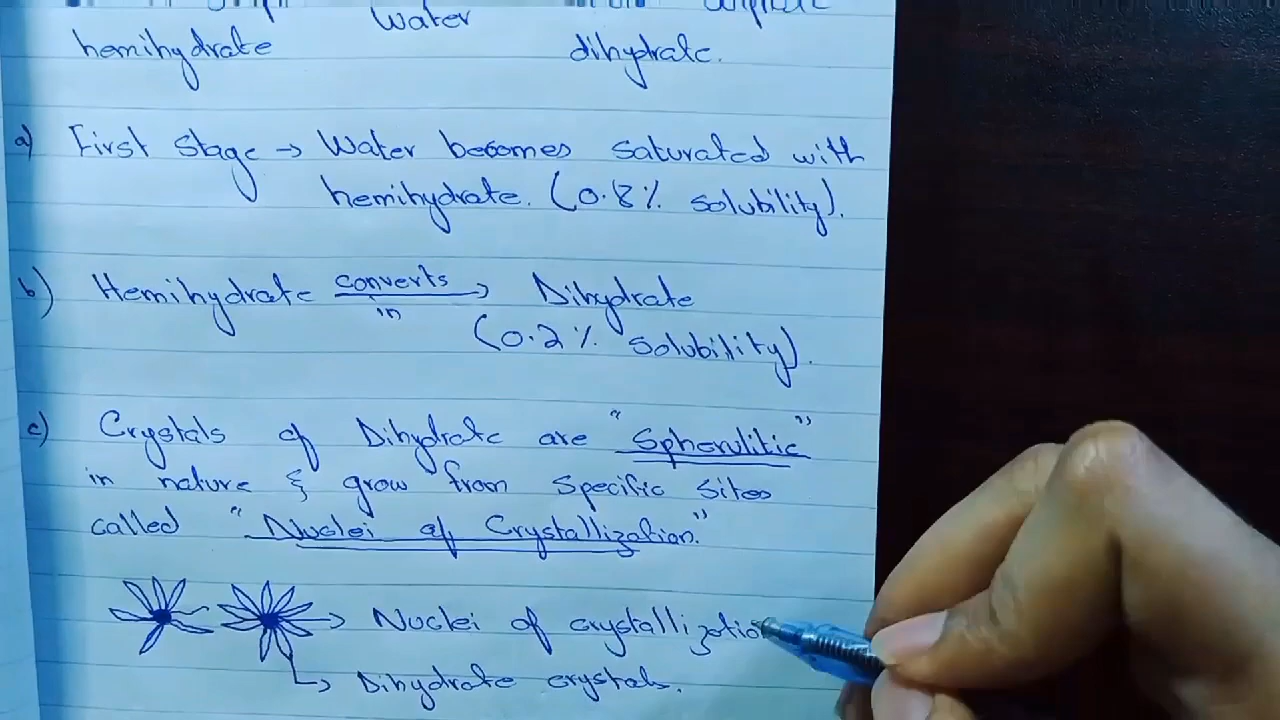 hemihydrate Water dihydrate.
a) First Stage → Water becomes saturated with
hemihydrate. (0.8% solubility).
b) Hemihydrate converts in → Dihydrate
(0.2% solubility).
c) Crystals of Dihydrate are "Spherulitic"
in nature & grow from specific sites
called "Nuclei of Crystallization."
→ Nuclei of crystallization
↳ Dihydrate crystals.